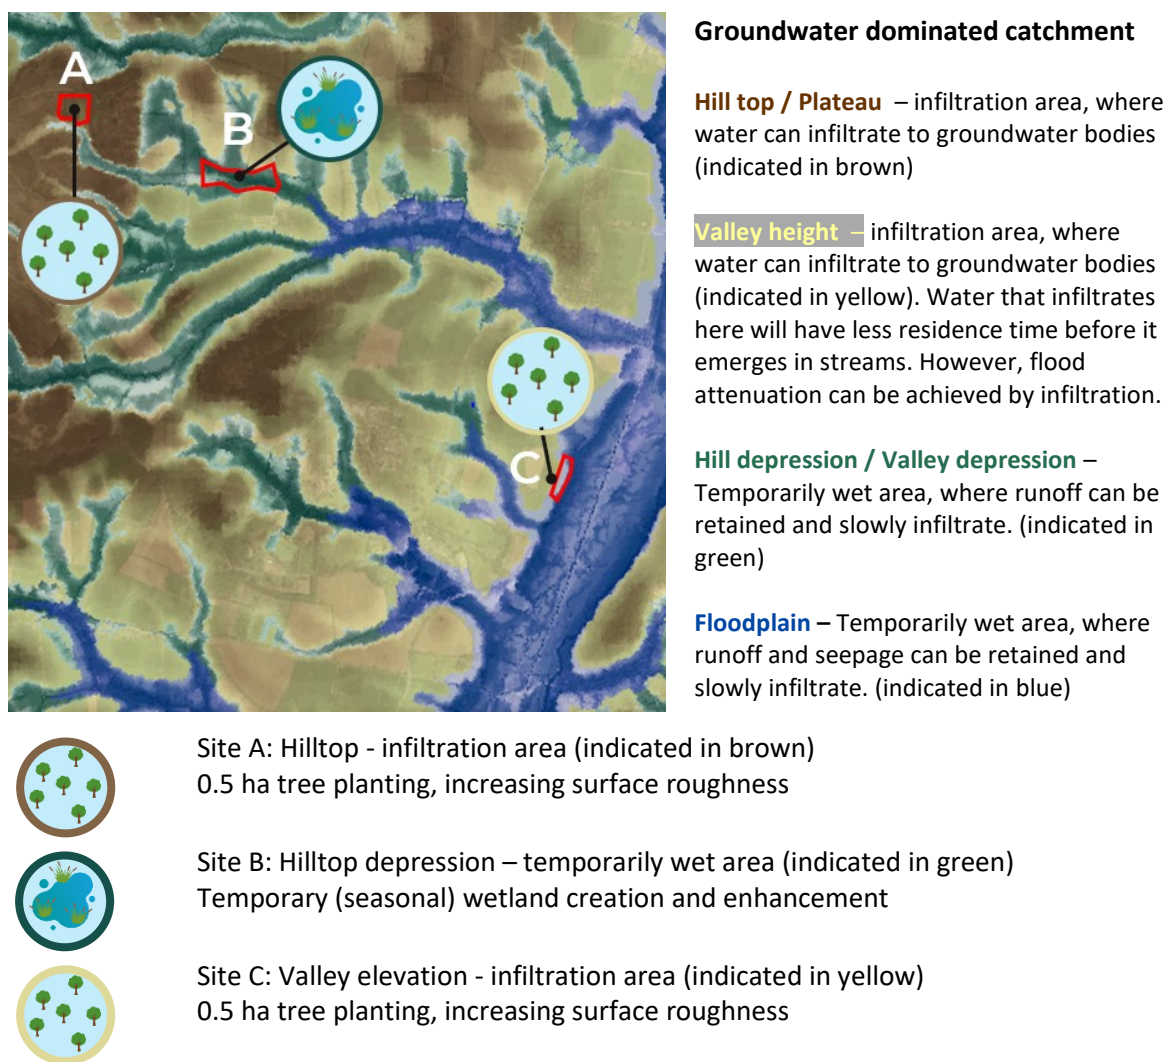 A
B
C
Groundwater dominated catchment
Hill top / Plateau – infiltration area, where
water can infiltrate to groundwater bodies
(indicated in brown)
Valley height – infiltration area, where
water can infiltrate to groundwater bodies
(indicated in yellow). Water that infiltrates
here will have less residence time before it
emerges in streams. However, flood
attenuation can be achieved by infiltration.
Hill depression / Valley depression –
Temporarily wet area, where runoff can be
retained and slowly infiltrate. (indicated in
green)
Floodplain – Temporarily wet area, where
runoff and seepage can be retained and
slowly infiltrate. (indicated in blue)
Site A: Hilltop - infiltration area (indicated in brown)
0.5 ha tree planting, increasing surface roughness
Site B: Hilltop depression – temporarily wet area (indicated in green)
Temporary (seasonal) wetland creation and enhancement
Site C: Valley elevation - infiltration area (indicated in yellow)
0.5 ha tree planting, increasing surface roughness